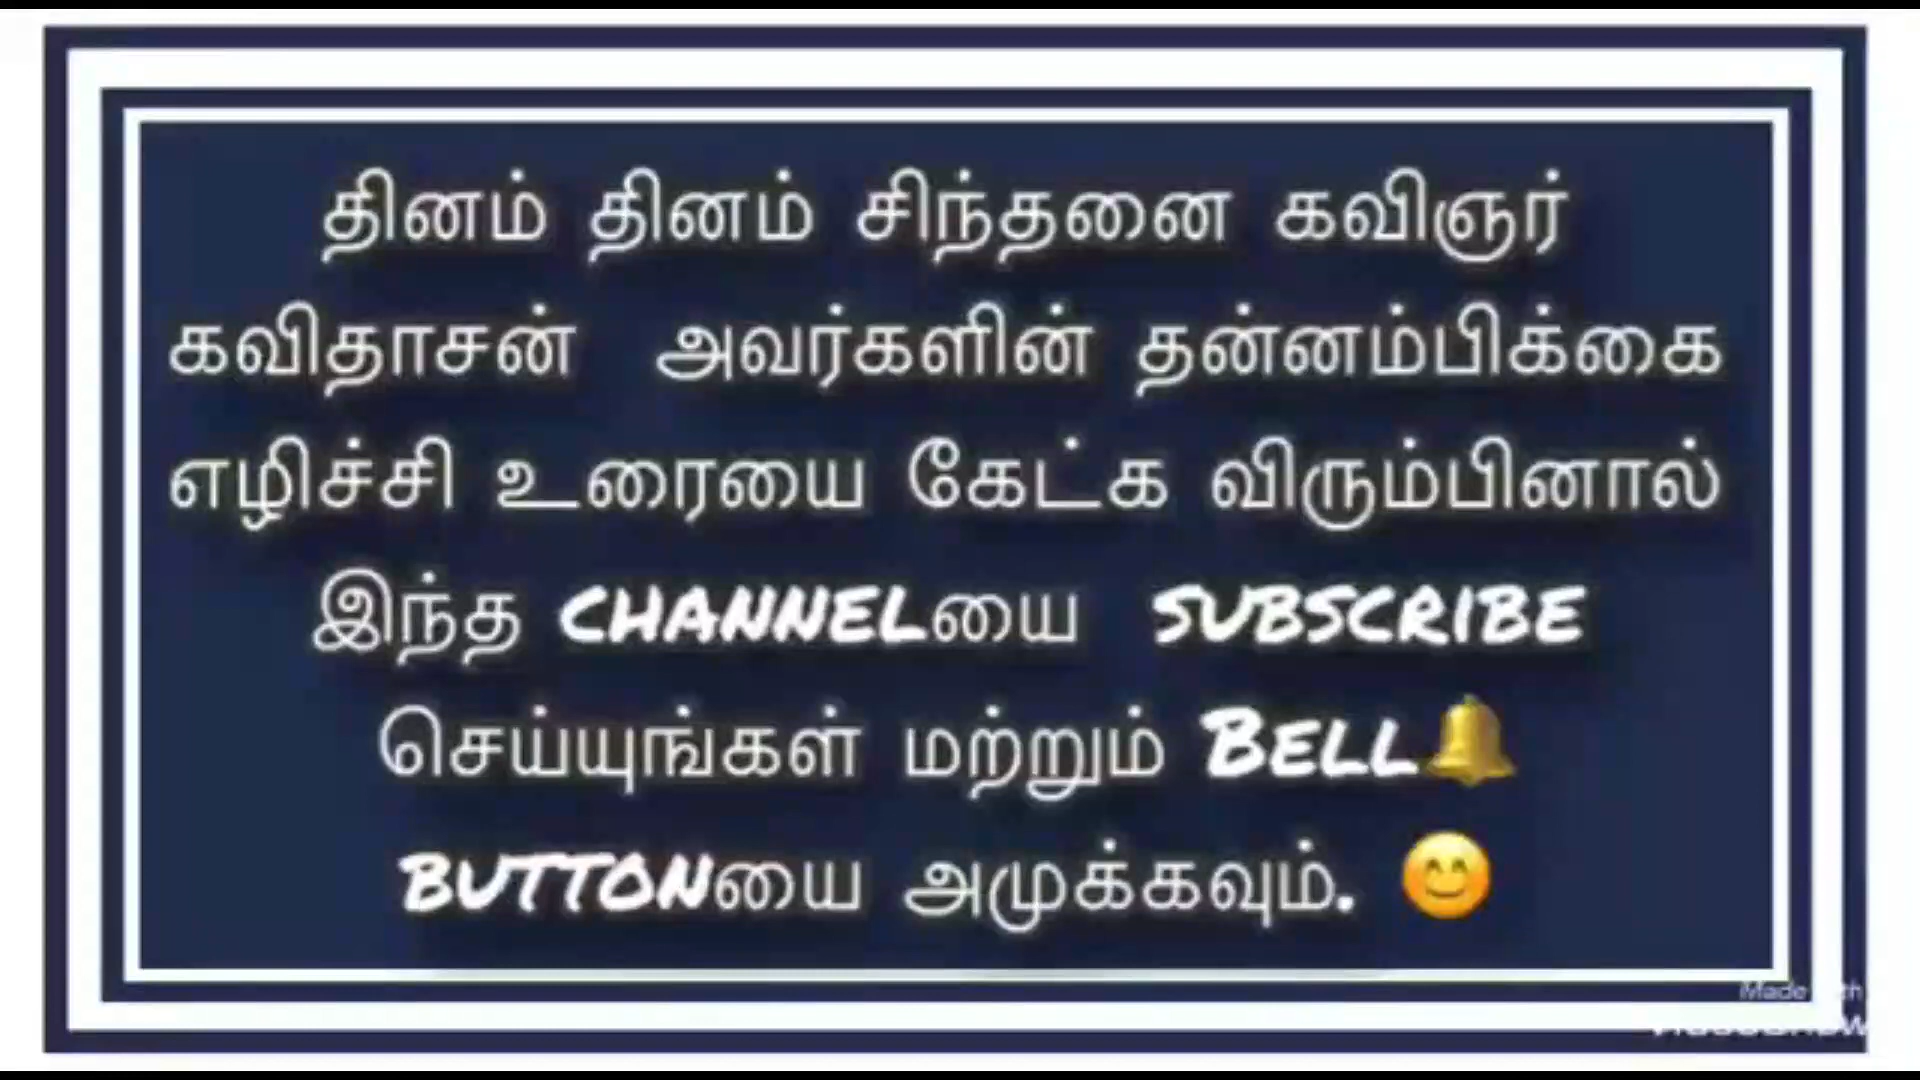 தினம் தினம் சிந்தனை கவிஞர்
கவிதாசன் அவர்களின் தன்னம்பிக்கை
எழிச்சி உரையை கேட்க விரும்பினால்
இந்த CHANNELயை SUBSCRIBE
செய்யுங்கள் மற்றும் BELL🔔
BUTTONயை அமுக்கவும். 😊
Made